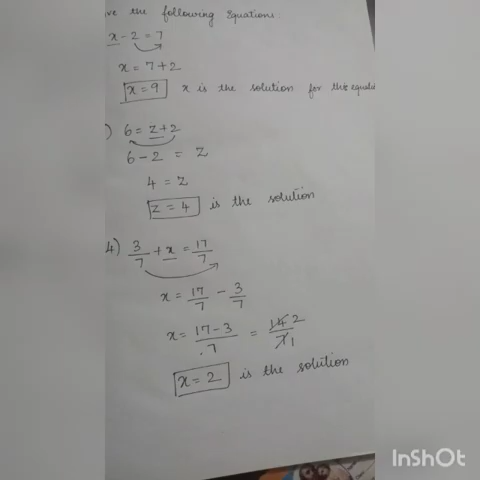 the following Equations:
x - 2 = 7
x = 7 + 2
x = 9 x is the solution for this
) 6 = z + 2
6 - 2 = z
4 = z
z = 4 is the solution
4) 3/7 + x = 17/7
x = 17/7 - 3/7
x = 17-3/7 = 14 2/7 1
x = 2 is the solution
InShOt